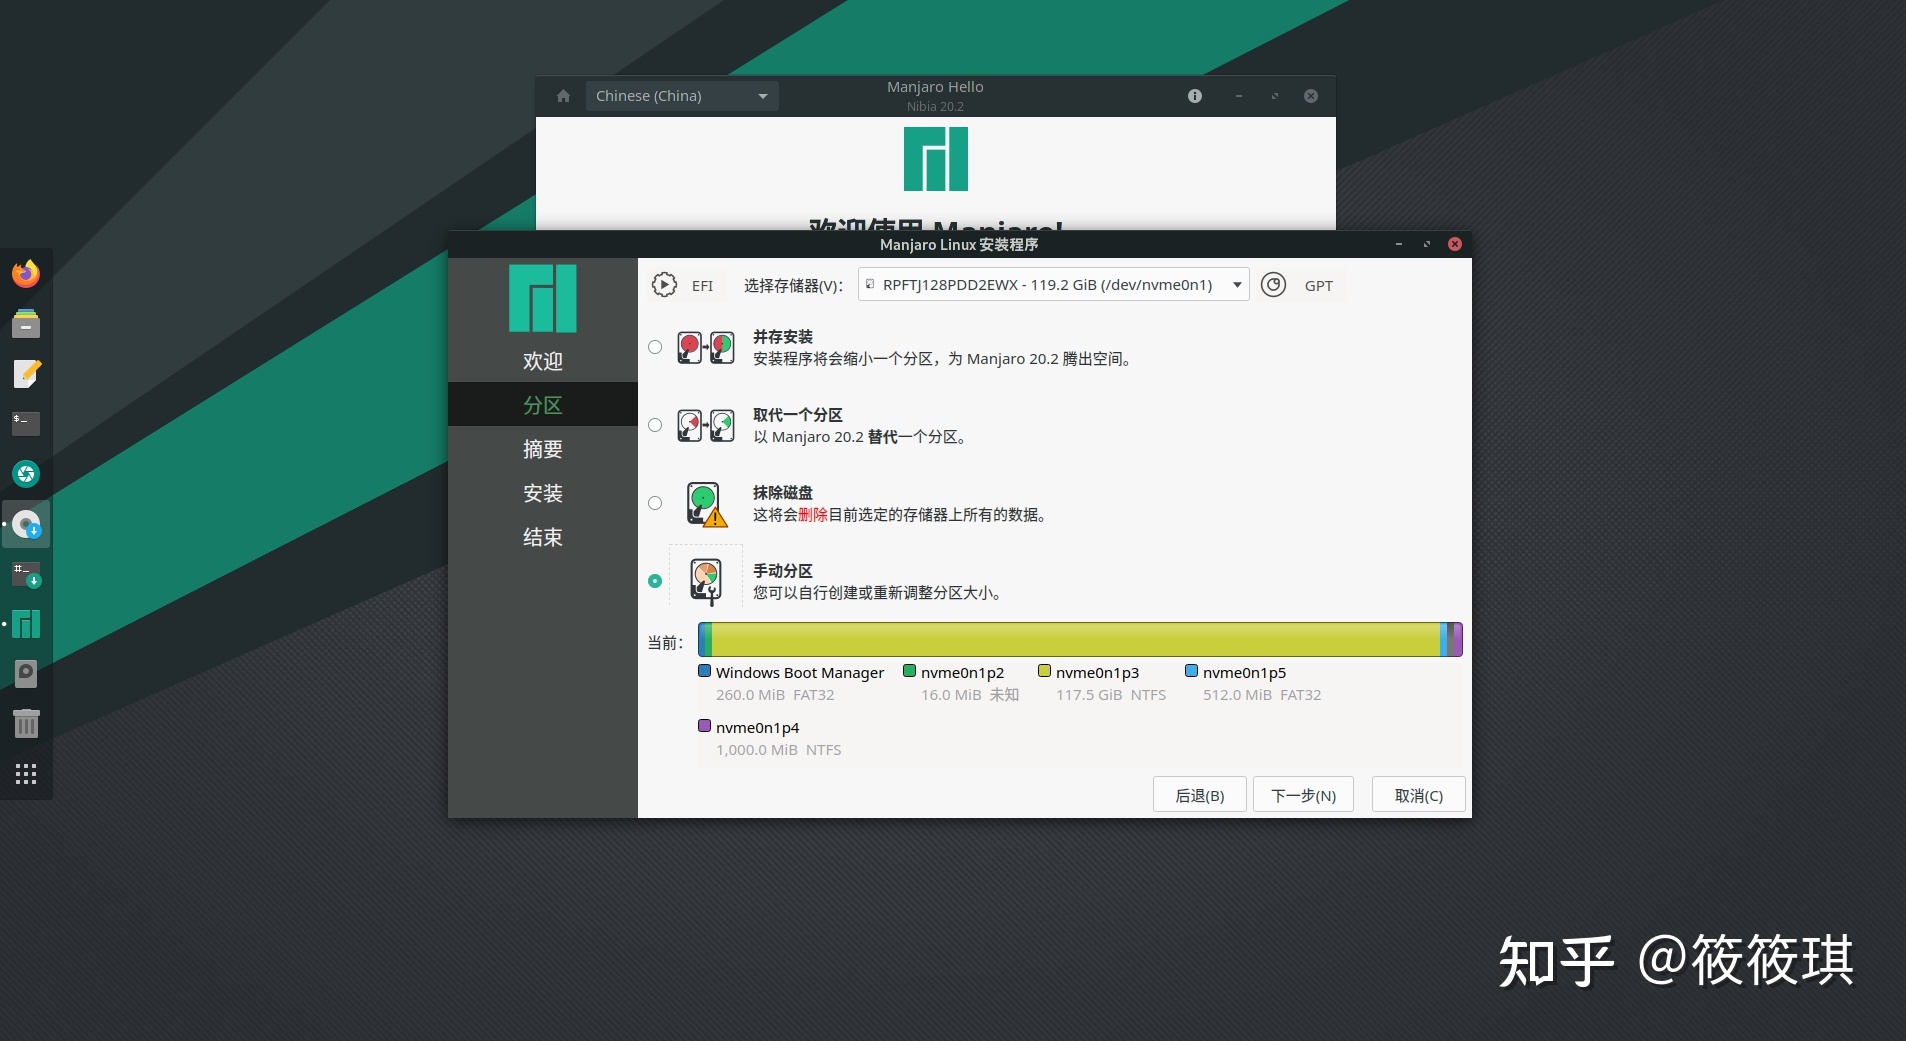 Chinese (China)
Manjaro Hello
Nibia 20.2
欢迎使用 Manjaro!
Manjaro Linux 安装程序
EFI
选择存储器(V)：
RPFTJ128PDD2EWX - 119.2 GiB (/dev/nvme0n1)
GPT
欢迎
分区
摘要
安装
结束
并存安装
安装程序将会缩小一个分区，为 Manjaro 20.2 腾出空间。
取代一个分区
以 Manjaro 20.2 替代一个分区。
抹除磁盘
这将会删除目前选定的存储器上所有的数据。
手动分区
您可以自行创建或重新调整分区大小。
当前：
Windows Boot Manager
260.0 MiB FAT32
nvme0n1p2
16.0 MiB 未知
nvme0n1p3
117.5 GiB NTFS
nvme0n1p5
512.0 MiB FAT32
nvme0n1p4
1,000.0 MiB NTFS
后退(B)
下一步(N)
取消(C)
知乎 @筱筱琪